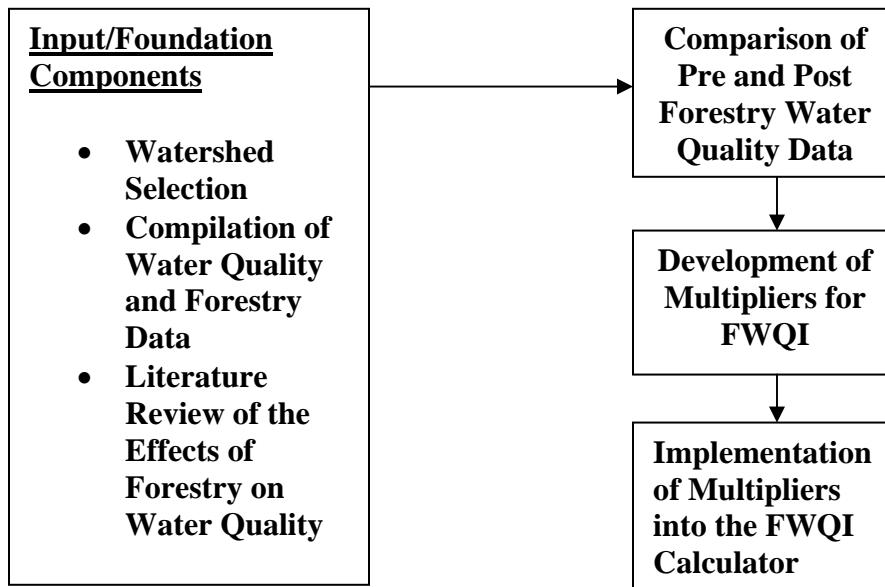 Input/Foundation
Components
• Watershed
Selection
• Compilation of
Water Quality
and Forestry
Data
• Literature
Review of the
Effects of
Forestry on
Water Quality
Comparison of
Pre and Post
Forestry Water
Quality Data
Development of
Multipliers for
FWQI
Implementation
of Multipliers
into the FWQI
Calculator